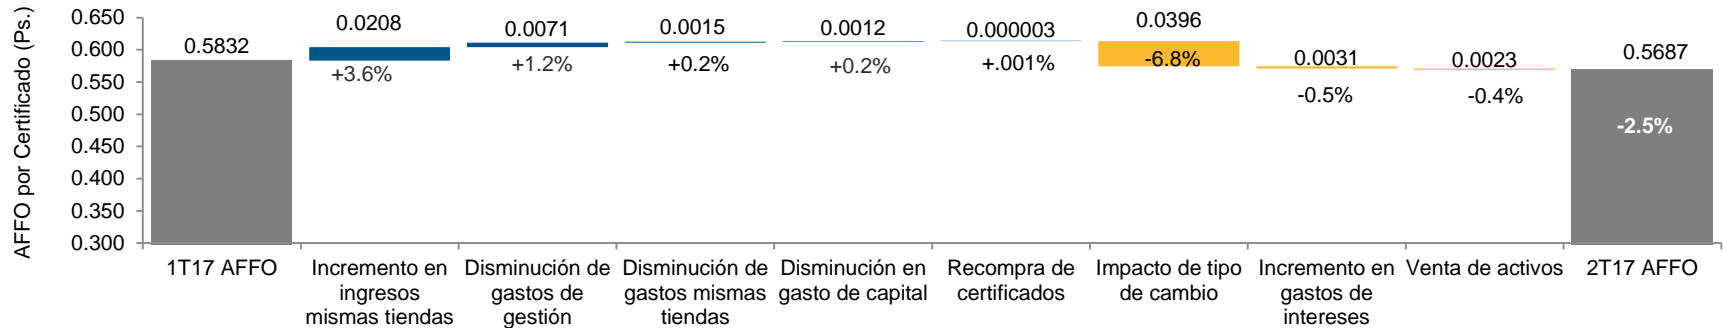 AFFO por Certificado (Ps.)
0.650
0.600
0.550
0.500
0.450
0.400
0.350
0.300
0.5832
0.0208
+3.6%
0.0071
+1.2%
0.0015
+0.2%
0.0012
+0.2%
0.000003
+.001%
0.0396
-6.8%
0.0031
-0.5%
0.0023
-0.4%
0.5687
-2.5%
1T17 AFFO
Incremento en
ingresos
mismas tiendas
Disminución de
gastos de
gestión
Disminución de
gastos mismas
tiendas
Disminución en
gasto de capital
Recompra de
certificados
Impacto de tipo
de cambio
Incremento en
gastos de
intereses
Venta de activos
2T17 AFFO